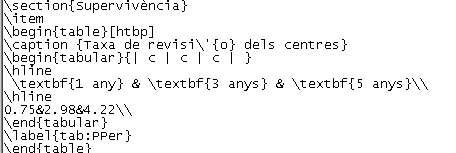 \section{Supervivència}
\item
\begin{table}[htbp]
\caption {Taxa de revisi\'{o} dels centres}
\begin{tabular}{| c | c | c | }
\hline
\textbf{1 any} & \textbf{3 anys} & \textbf{5 anys}\\
\hline
0.75&2.98&4.22\\
\end{tabular}
\label{tab:PPer}
\end{table}